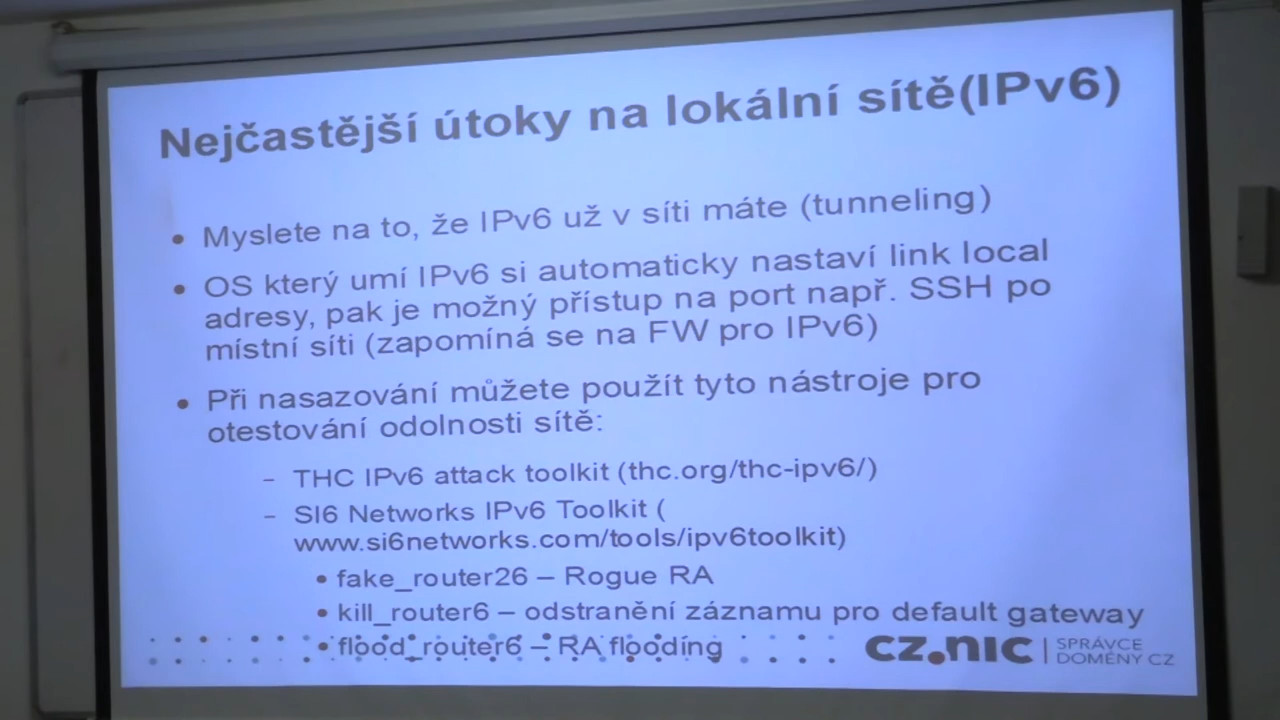 Nejčastější útoky na lokální sítě(IPv6)
• Myslete na to, že IPv6 už v síti máte (tunneling)
• OS který umí IPv6 si automaticky nastaví link local
adresy, pak je možný přístup na port např. SSH po
místní síti (zapomíná se na FW pro IPv6)
• Při nasazování můžete použít tyto nástroje pro
otestování odolnosti sítě:
– THC IPv6 attack toolkit (thc.org/thc-ipv6/)
– SI6 Networks IPv6 Toolkit (
www.si6networks.com/tools/ipv6toolkit)
• fake_router26 – Rogue RA
• kill_router6 – odstranění záznamu pro default gateway
• flood_router6 – RA flooding
cz.nic | SPRÁVCE
DOMÉNY CZ